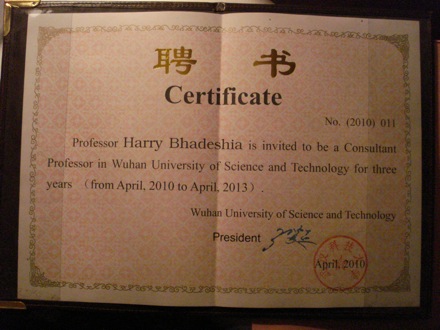 聘书
Certificate
No. (2010) 011
Professor Harry Bhadeshia is invited to be a Consultant
Professor in Wuhan University of Science and Technology for three
years （from April, 2010 to April, 2013）.
Wuhan University of Science and Technology
President
April, 2010